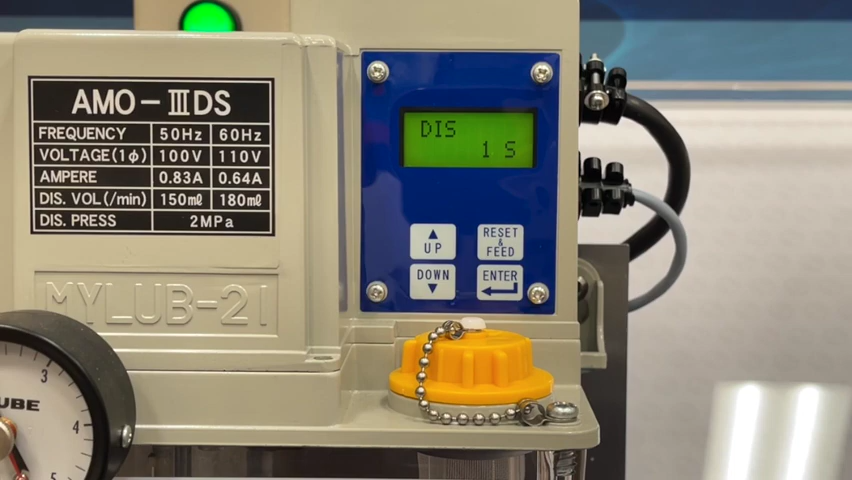 AMO-ⅢDS
FREQUENCY 50Hz 60Hz
VOLTAGE(1φ) 100V 110V
AMPERE 0.83A 0.64A
DIS. VOL(/min) 150mℓ 180mℓ
DIS. PRESS 2MPa
MYLUB-21
DIS
1 S
UP
RESET
&
FEED
DOWN
ENTER
3
4
5
UBE